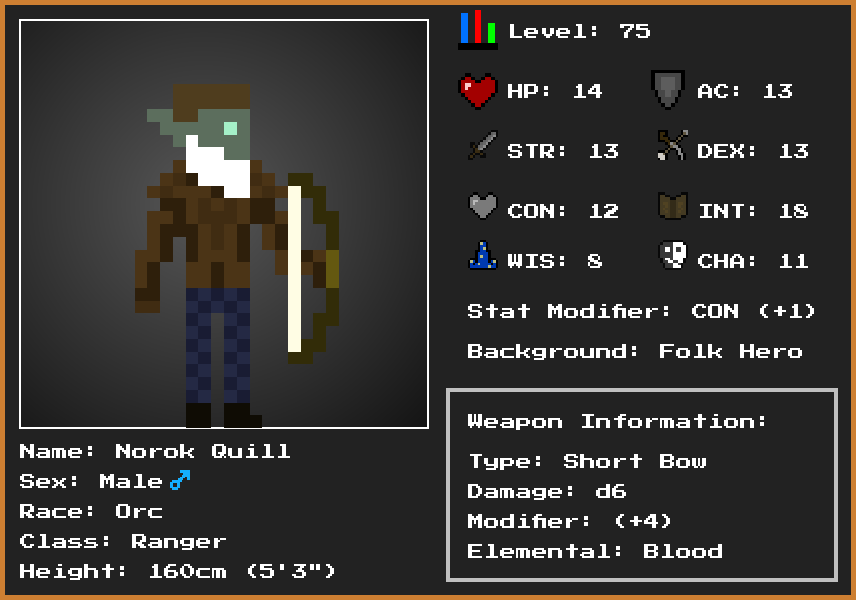 Level: 75
HP: 14
AC: 13
STR: 13
DEX: 13
CON: 12
INT: 18
WIS: 8
CHA: 11
Stat Modifier: CON (+1)
Background: Folk Hero
Weapon Information:
Type: Short Bow
Damage: d6
Modifier: (+4)
Elemental: Blood
Name: Norok Quill
Sex: Male ♂
Race: Orc
Class: Ranger
Height: 160cm (5'3")